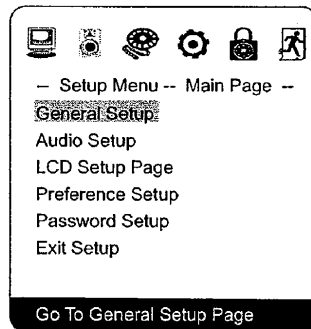 -- Setup Menu -- Main Page --
General Setup
Audio Setup
LCD Setup Page
Preference Setup
Password Setup
Exit Setup
Go To General Setup Page